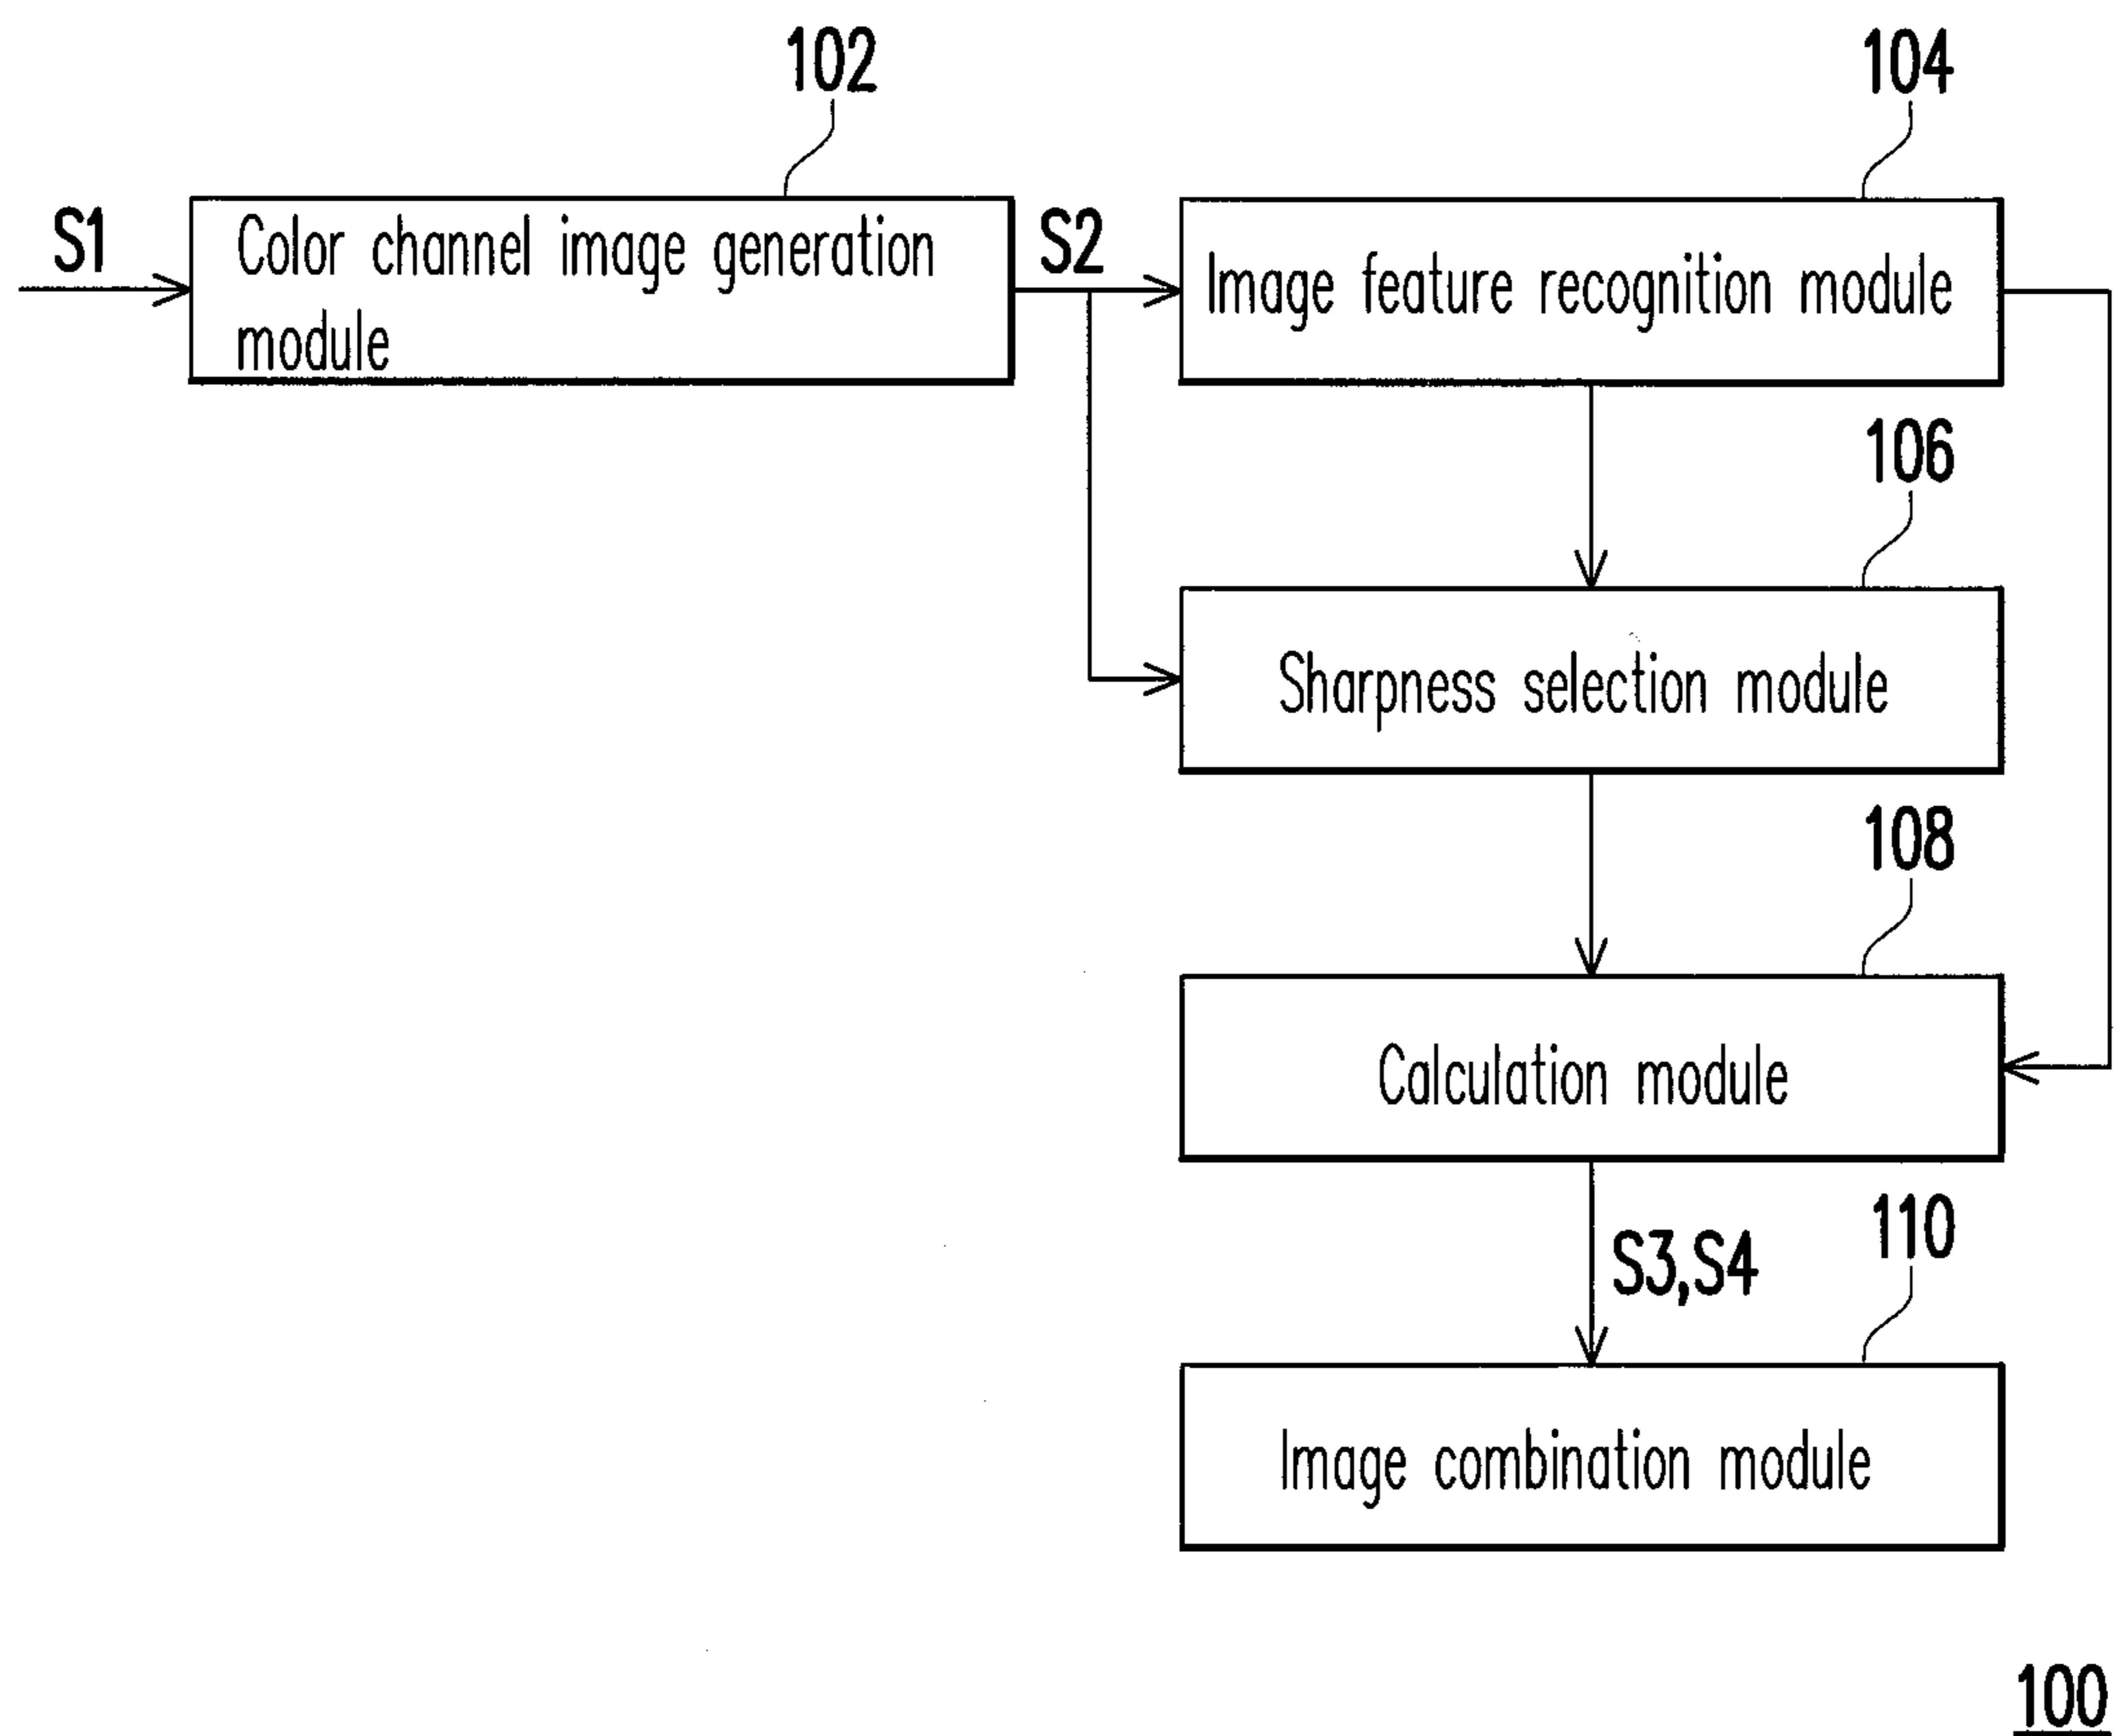 102
104
S1
Color channel image generation
module
S2
Image feature recognition module
106
Sharpness selection module
108
Calculation module
S3,S4
110
Image combination module
100